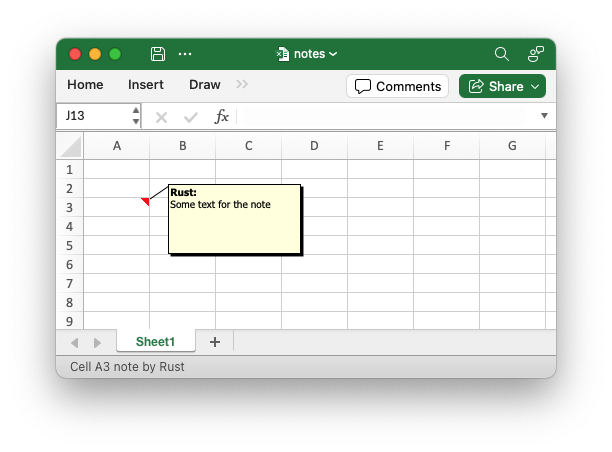 notes
Home Insert Draw Comments Share
J13 fx
A B C D E F G
1
2
Rust:
3
Some text for the note
4
5
6
7
8
9
Sheet1 +
Cell A3 note by Rust